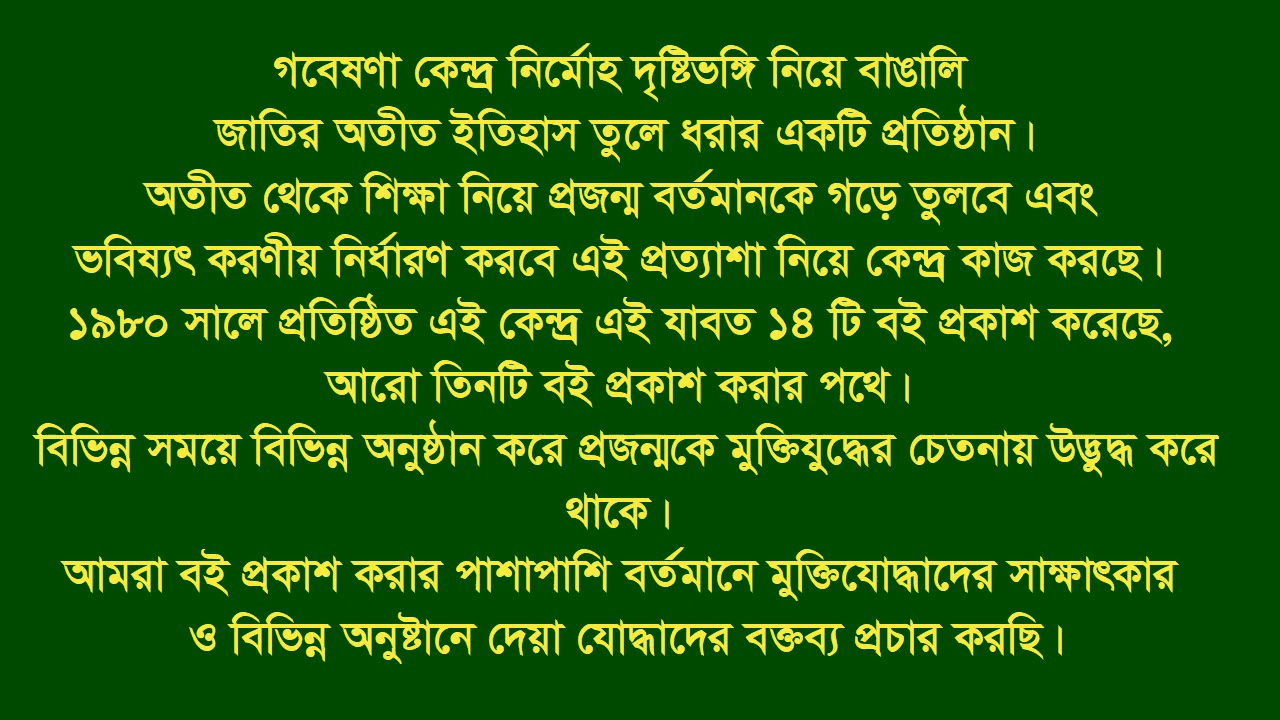 গবেষণা কেন্দ্র নির্মোহ দৃষ্টিভঙ্গি নিয়ে বাঙালি
জাতির অতীত ইতিহাস তুলে ধরার একটি প্রতিষ্ঠান।
অতীত থেকে শিক্ষা নিয়ে প্রজন্ম বর্তমানকে গড়ে তুলবে এবং
ভবিষ্যৎ করণীয় নির্ধারণ করবে এই প্রত্যাশা নিয়ে কেন্দ্র কাজ করছে।
১৯৮০ সালে প্রতিষ্ঠিত এই কেন্দ্র এই যাবত ১৪ টি বই প্রকাশ করেছে,
আরো তিনটি বই প্রকাশ করার পথে।
বিভিন্ন সময়ে বিভিন্ন অনুষ্ঠান করে প্রজন্মকে মুক্তিযুদ্ধের চেতনায় উদ্ভুদ্ধ করে
থাকে।
আমরা বই প্রকাশ করার পাশাপাশি বর্তমানে মুক্তিযোদ্ধাদের সাক্ষাৎকার
ও বিভিন্ন অনুষ্টানে দেয়া যোদ্ধাদের বক্তব্য প্রচার করছি।